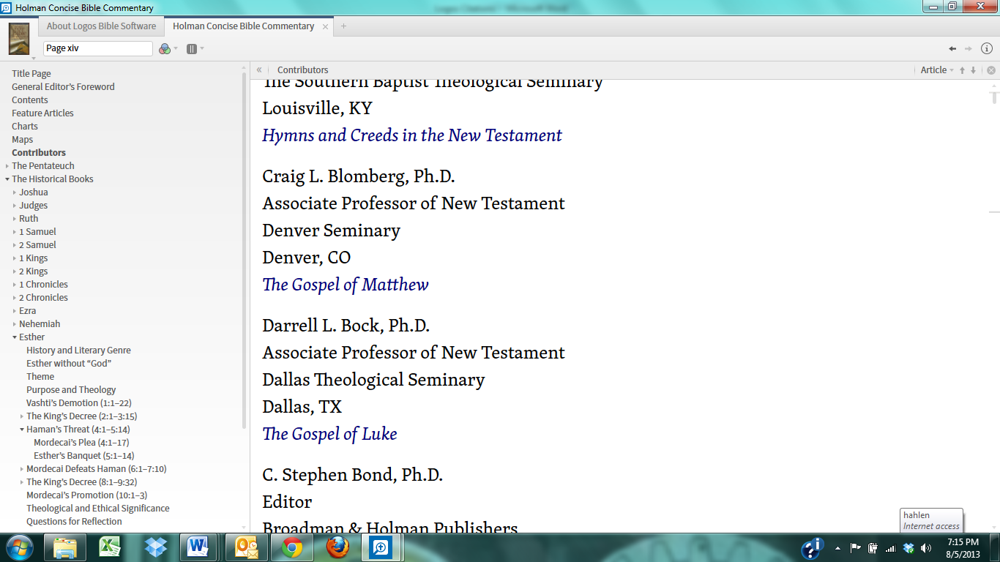 Holman Concise Bible Commentary
Logos Citations - Microsoft Word
About Logos Bible Software
Holman Concise Bible Commentary
Page xiv
Title Page
General Editor’s Foreword
Contents
Feature Articles
Charts
Maps
Contributors
The Pentateuch
The Historical Books
Joshua
Judges
Ruth
1 Samuel
2 Samuel
1 Kings
2 Kings
1 Chronicles
2 Chronicles
Ezra
Nehemiah
Esther
History and Literary Genre
Esther without “God”
Theme
Purpose and Theology
Vashti’s Demotion (1:1–22)
The King’s Decree (2:1–3:15)
Haman’s Threat (4:1–5:14)
Mordecai’s Plea (4:1–17)
Esther’s Banquet (5:1–14)
Mordecai Defeats Haman (6:1–7:10)
The King’s Decree (8:1–9:32)
Mordecai’s Promotion (10:1–3)
Theological and Ethical Significance
Questions for Reflection
Contributors
Article
The Southern Baptist Theological Seminary
Louisville, KY
Hymns and Creeds in the New Testament
Craig L. Blomberg, Ph.D.
Associate Professor of New Testament
Denver Seminary
Denver, CO
The Gospel of Matthew
Darrell L. Bock, Ph.D.
Associate Professor of New Testament
Dallas Theological Seminary
Dallas, TX
The Gospel of Luke
C. Stephen Bond, Ph.D.
Editor
Broadman & Holman Publishers
hahlen
Internet access
7:15 PM
8/5/2013